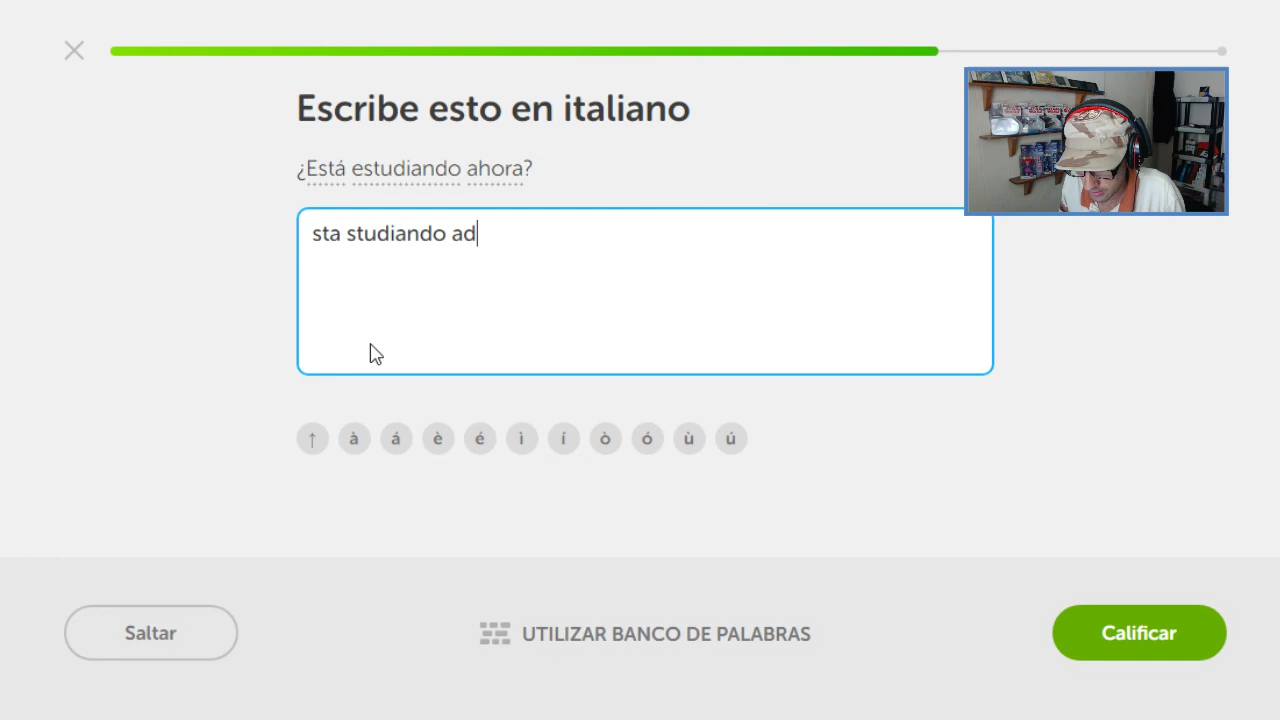 Escribe esto en italiano
¿Está estudiando ahora?
sta studiando ad
↑ à á è é ì í ò ó ù ú
Saltar
UTILIZAR BANCO DE PALABRAS
Calificar